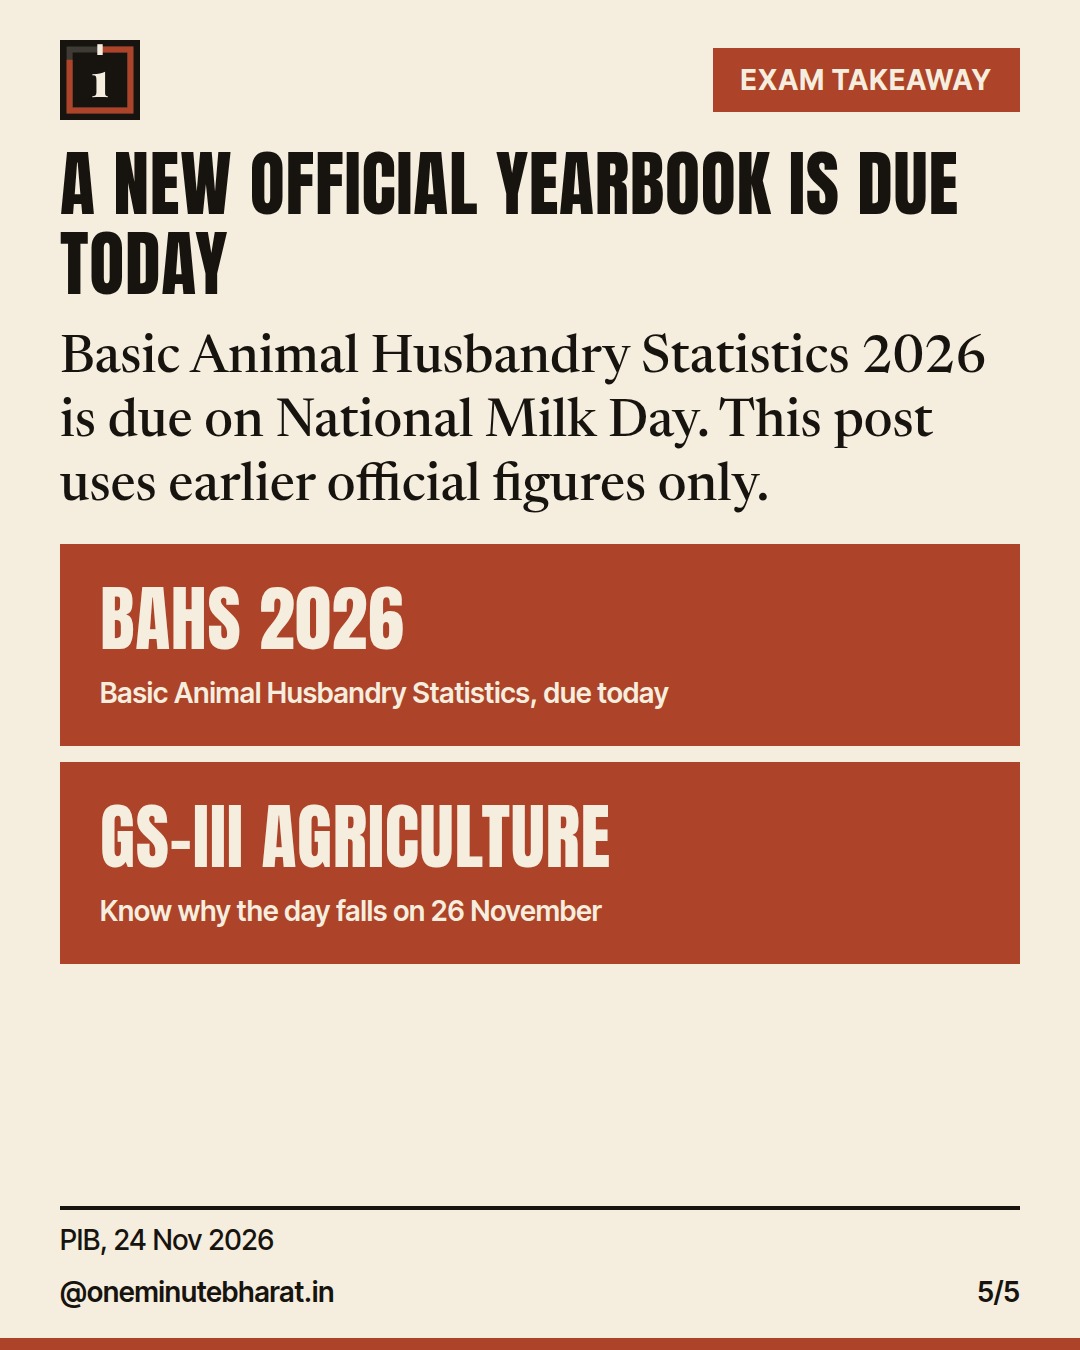 1
EXAM TAKEAWAY
A NEW OFFICIAL YEARBOOK IS DUE
TODAY
Basic Animal Husbandry Statistics 2026
is due on National Milk Day. This post
uses earlier official figures only.
BAHS 2026
Basic Animal Husbandry Statistics, due today
GS-III AGRICULTURE
Know why the day falls on 26 November
PIB, 24 Nov 2026
@oneminutebharat.in
5/5